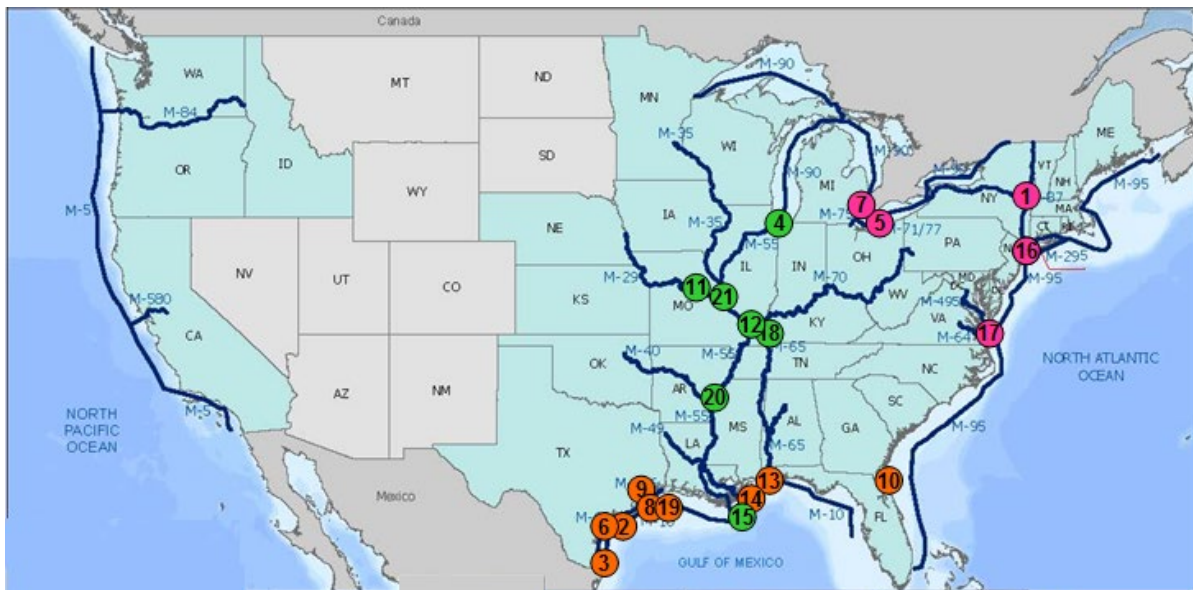 Canada
M-90
WA
MT
ND
MN
ME
M-84
M-35
WI
M-90
M-90
VT
OR
ID
SD
MI
NY
NH
M-95
WY
7
1
87
MA
M-5
IA
M-75
5
M-71/77
CT
NE
M-35
4
PA
16
M-55
M-295
NV
UT
CO
M-29
11
21
IL
IN
OH
M-70
MD
DC
M-95
M-580
KS
MO
WV
M-495
VA
CA
12
18
KY
M-64
17
M-40
M-55
M-65
TN
NC
NORTH ATLANTIC
OCEAN
AZ
NM
OK
AR
20
SC
M-5
M-55
MS
AL
GA
NORTH
PACIFIC
OCEAN
M-49
M-65
M-95
TX
LA
Mexico
9
13
10
8
19
14
6
2
15
M-10
FL
3
GULF OF MEXICO